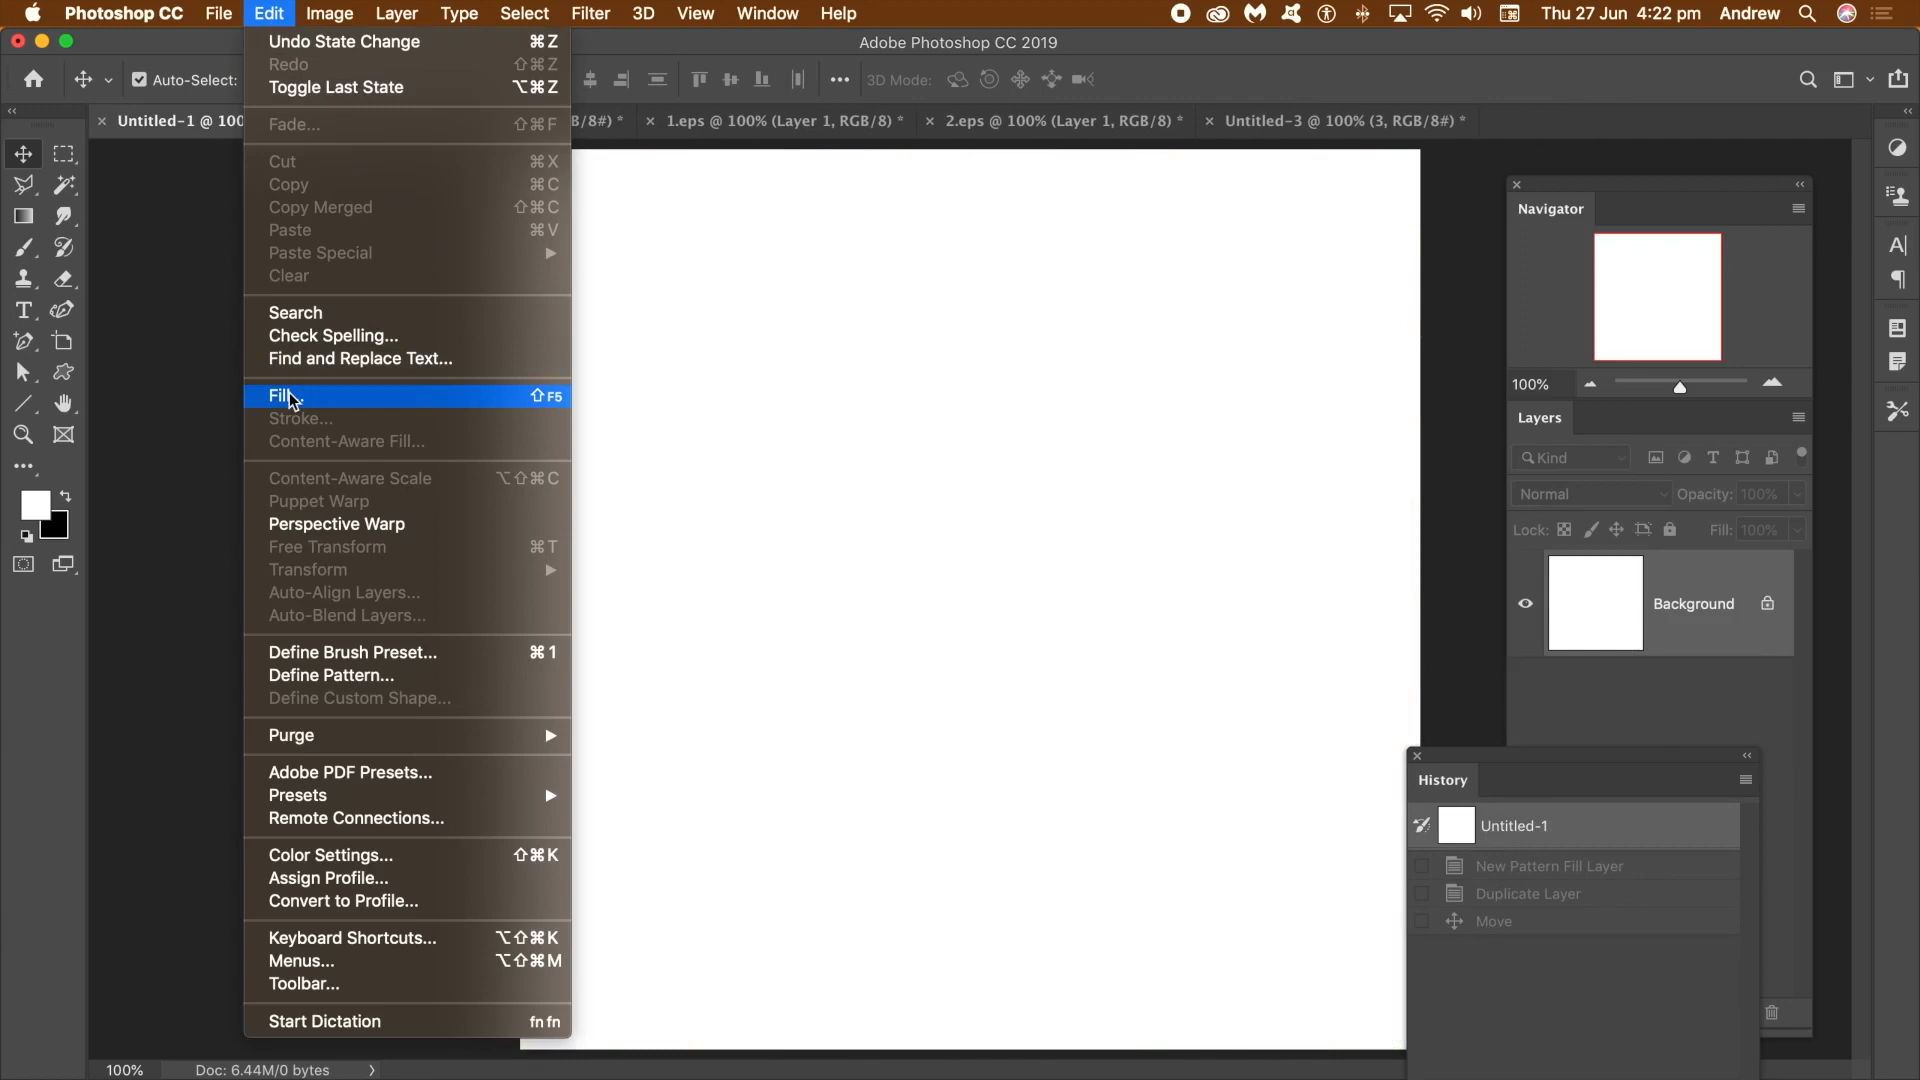 Photoshop CC File Edit Image Layer Type Select Filter 3D View Window Help Thu 27 Jun 4:22 pm Andrew
Adobe Photoshop CC 2019
Auto-Select: 3D Mode:
Untitled-1 @ 100 B/8#) * 1.eps @ 100% (Layer 1, RGB/8) * 2.eps @ 100% (Layer 1, RGB/8) * Untitled-3 @ 100% (3, RGB/8#) *
Undo State Change ⌘Z
Redo ⇧⌘Z
Toggle Last State ⌥⌘Z
Fade... ⇧⌘F
Cut ⌘X
Copy ⌘C
Copy Merged ⇧⌘C
Paste ⌘V
Paste Special
Clear
Search
Check Spelling...
Find and Replace Text...
Fill... ⇧F5
Stroke...
Content-Aware Fill...
Content-Aware Scale ⌥⇧⌘C
Puppet Warp
Perspective Warp
Free Transform ⌘T
Transform
Auto-Align Layers...
Auto-Blend Layers...
Define Brush Preset... ⌘1
Define Pattern...
Define Custom Shape...
Purge
Adobe PDF Presets...
Presets
Remote Connections...
Color Settings... ⇧⌘K
Assign Profile...
Convert to Profile...
Keyboard Shortcuts... ⌥⇧⌘K
Menus... ⌥⇧⌘M
Toolbar...
Start Dictation fn fn
Navigator
100%
Layers
Kind
Normal Opacity: 100%
Lock: Fill: 100%
Background
History
Untitled-1
New Pattern Fill Layer
Duplicate Layer
Move
100% Doc: 6.44M/0 bytes